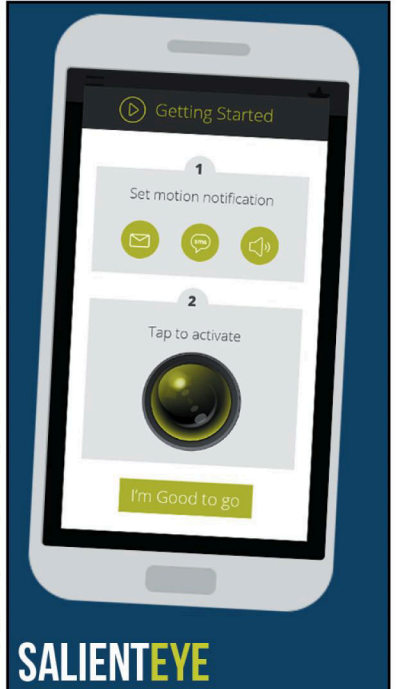 Getting Started
1
Set motion notification
SMS
2
Tap to activate
I'm Good to go
SALIENTEYE